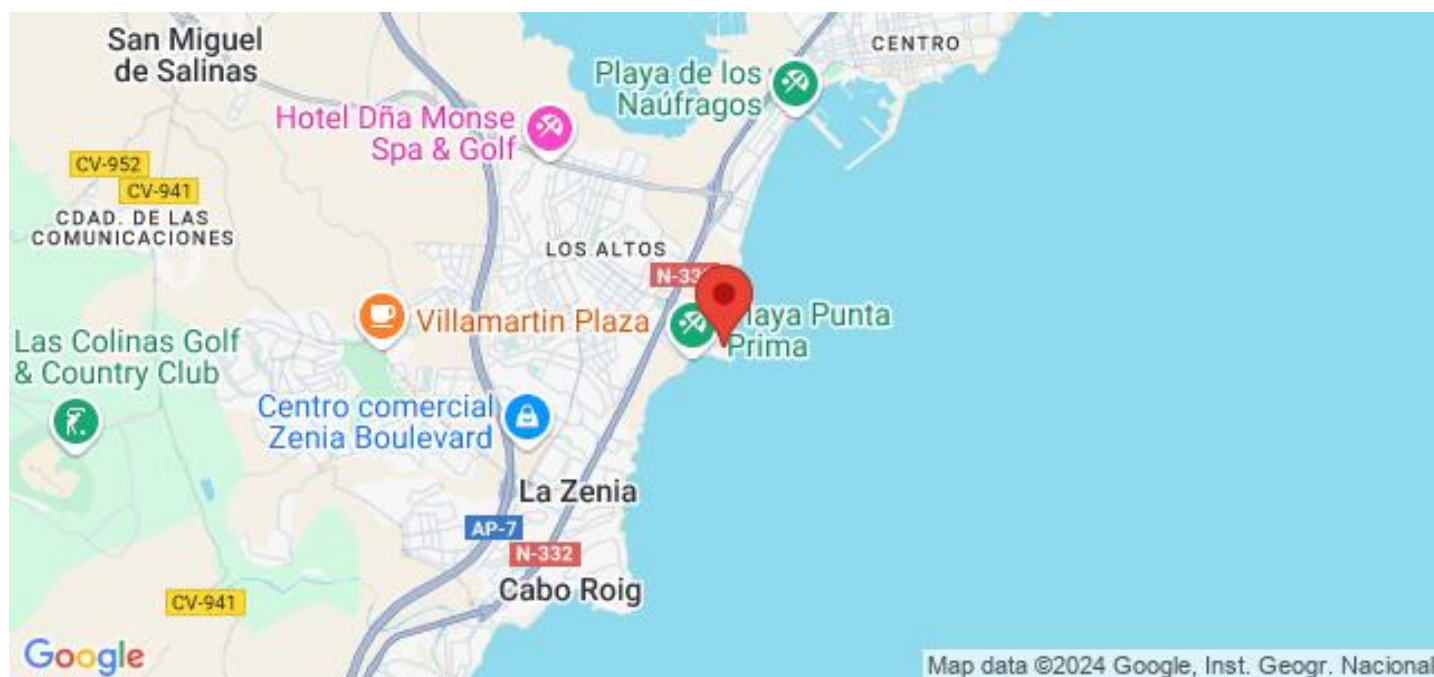 San Miguel
de Salinas
CENTRO
Playa de los
Naúfragos
Hotel Dña Monse
Spa & Golf
CV-952
CV-941
CDAD. DE LAS
COMUNICACIONES
LOS ALTOS
N-33
Villamartin Plaza
laya Punta
Prima
Las Colinas Golf
& Country Club
Centro comercial
Zenia Boulevard
La Zenia
AP-7
N-332
Cabo Roig
CV-941
Google
Map data ©2024 Google, Inst. Geogr. Nacional